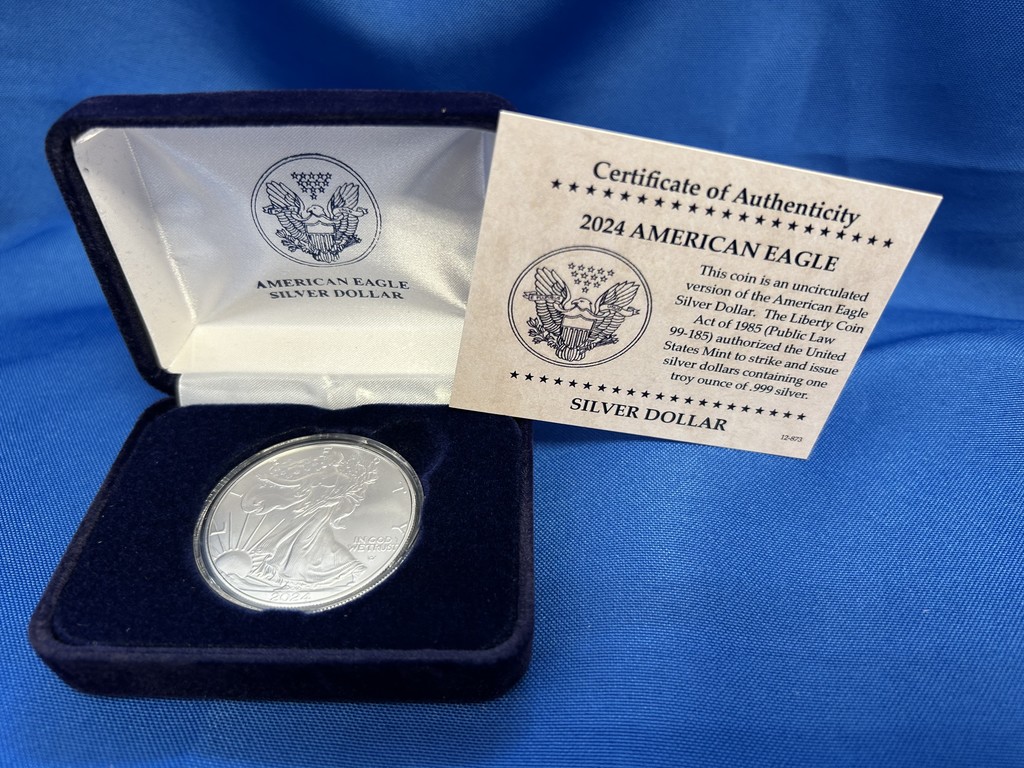 AMERICAN EAGLE
SILVER DOLLAR
Certificate of Authenticity
2024 AMERICAN EAGLE
This coin is an uncirculated
version of the American Eagle
Silver Dollar. The Liberty Coin
Act of 1985 (Public Law
99-185) authorized the United
States Mint to strike and issue
silver dollars containing one
troy ounce of .999 silver.
SILVER DOLLAR
12-873
L I T Y
IN GOD
WE TRUST
2024